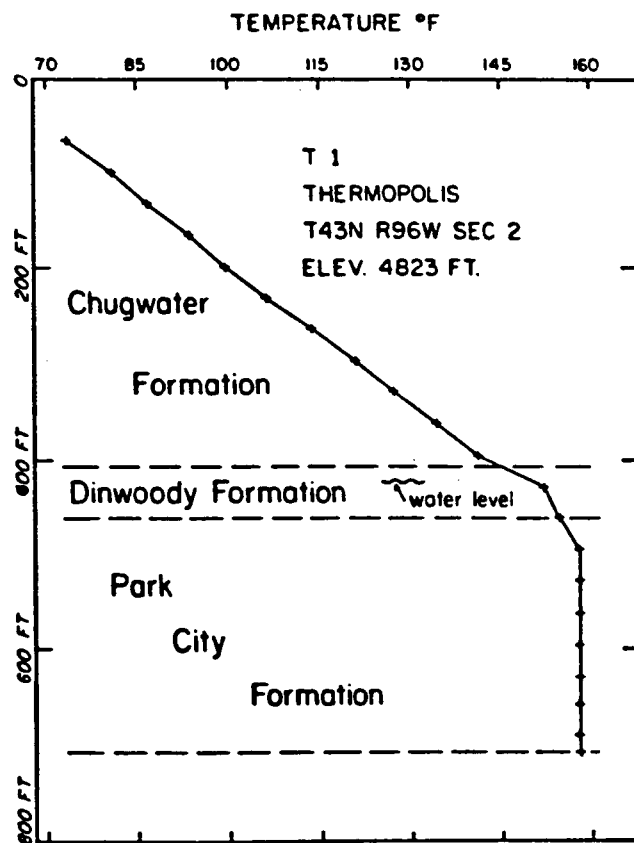 TEMPERATURE °F
70 85 100 115 130 145 160
0
T 1
THERMOPOLIS
T43N R96W SEC 2
ELEV. 4823 FT.
200 FT
Chugwater
Formation
400 FT
Dinwoody Formation
water level
Park
City
600 FT
Formation
800 FT